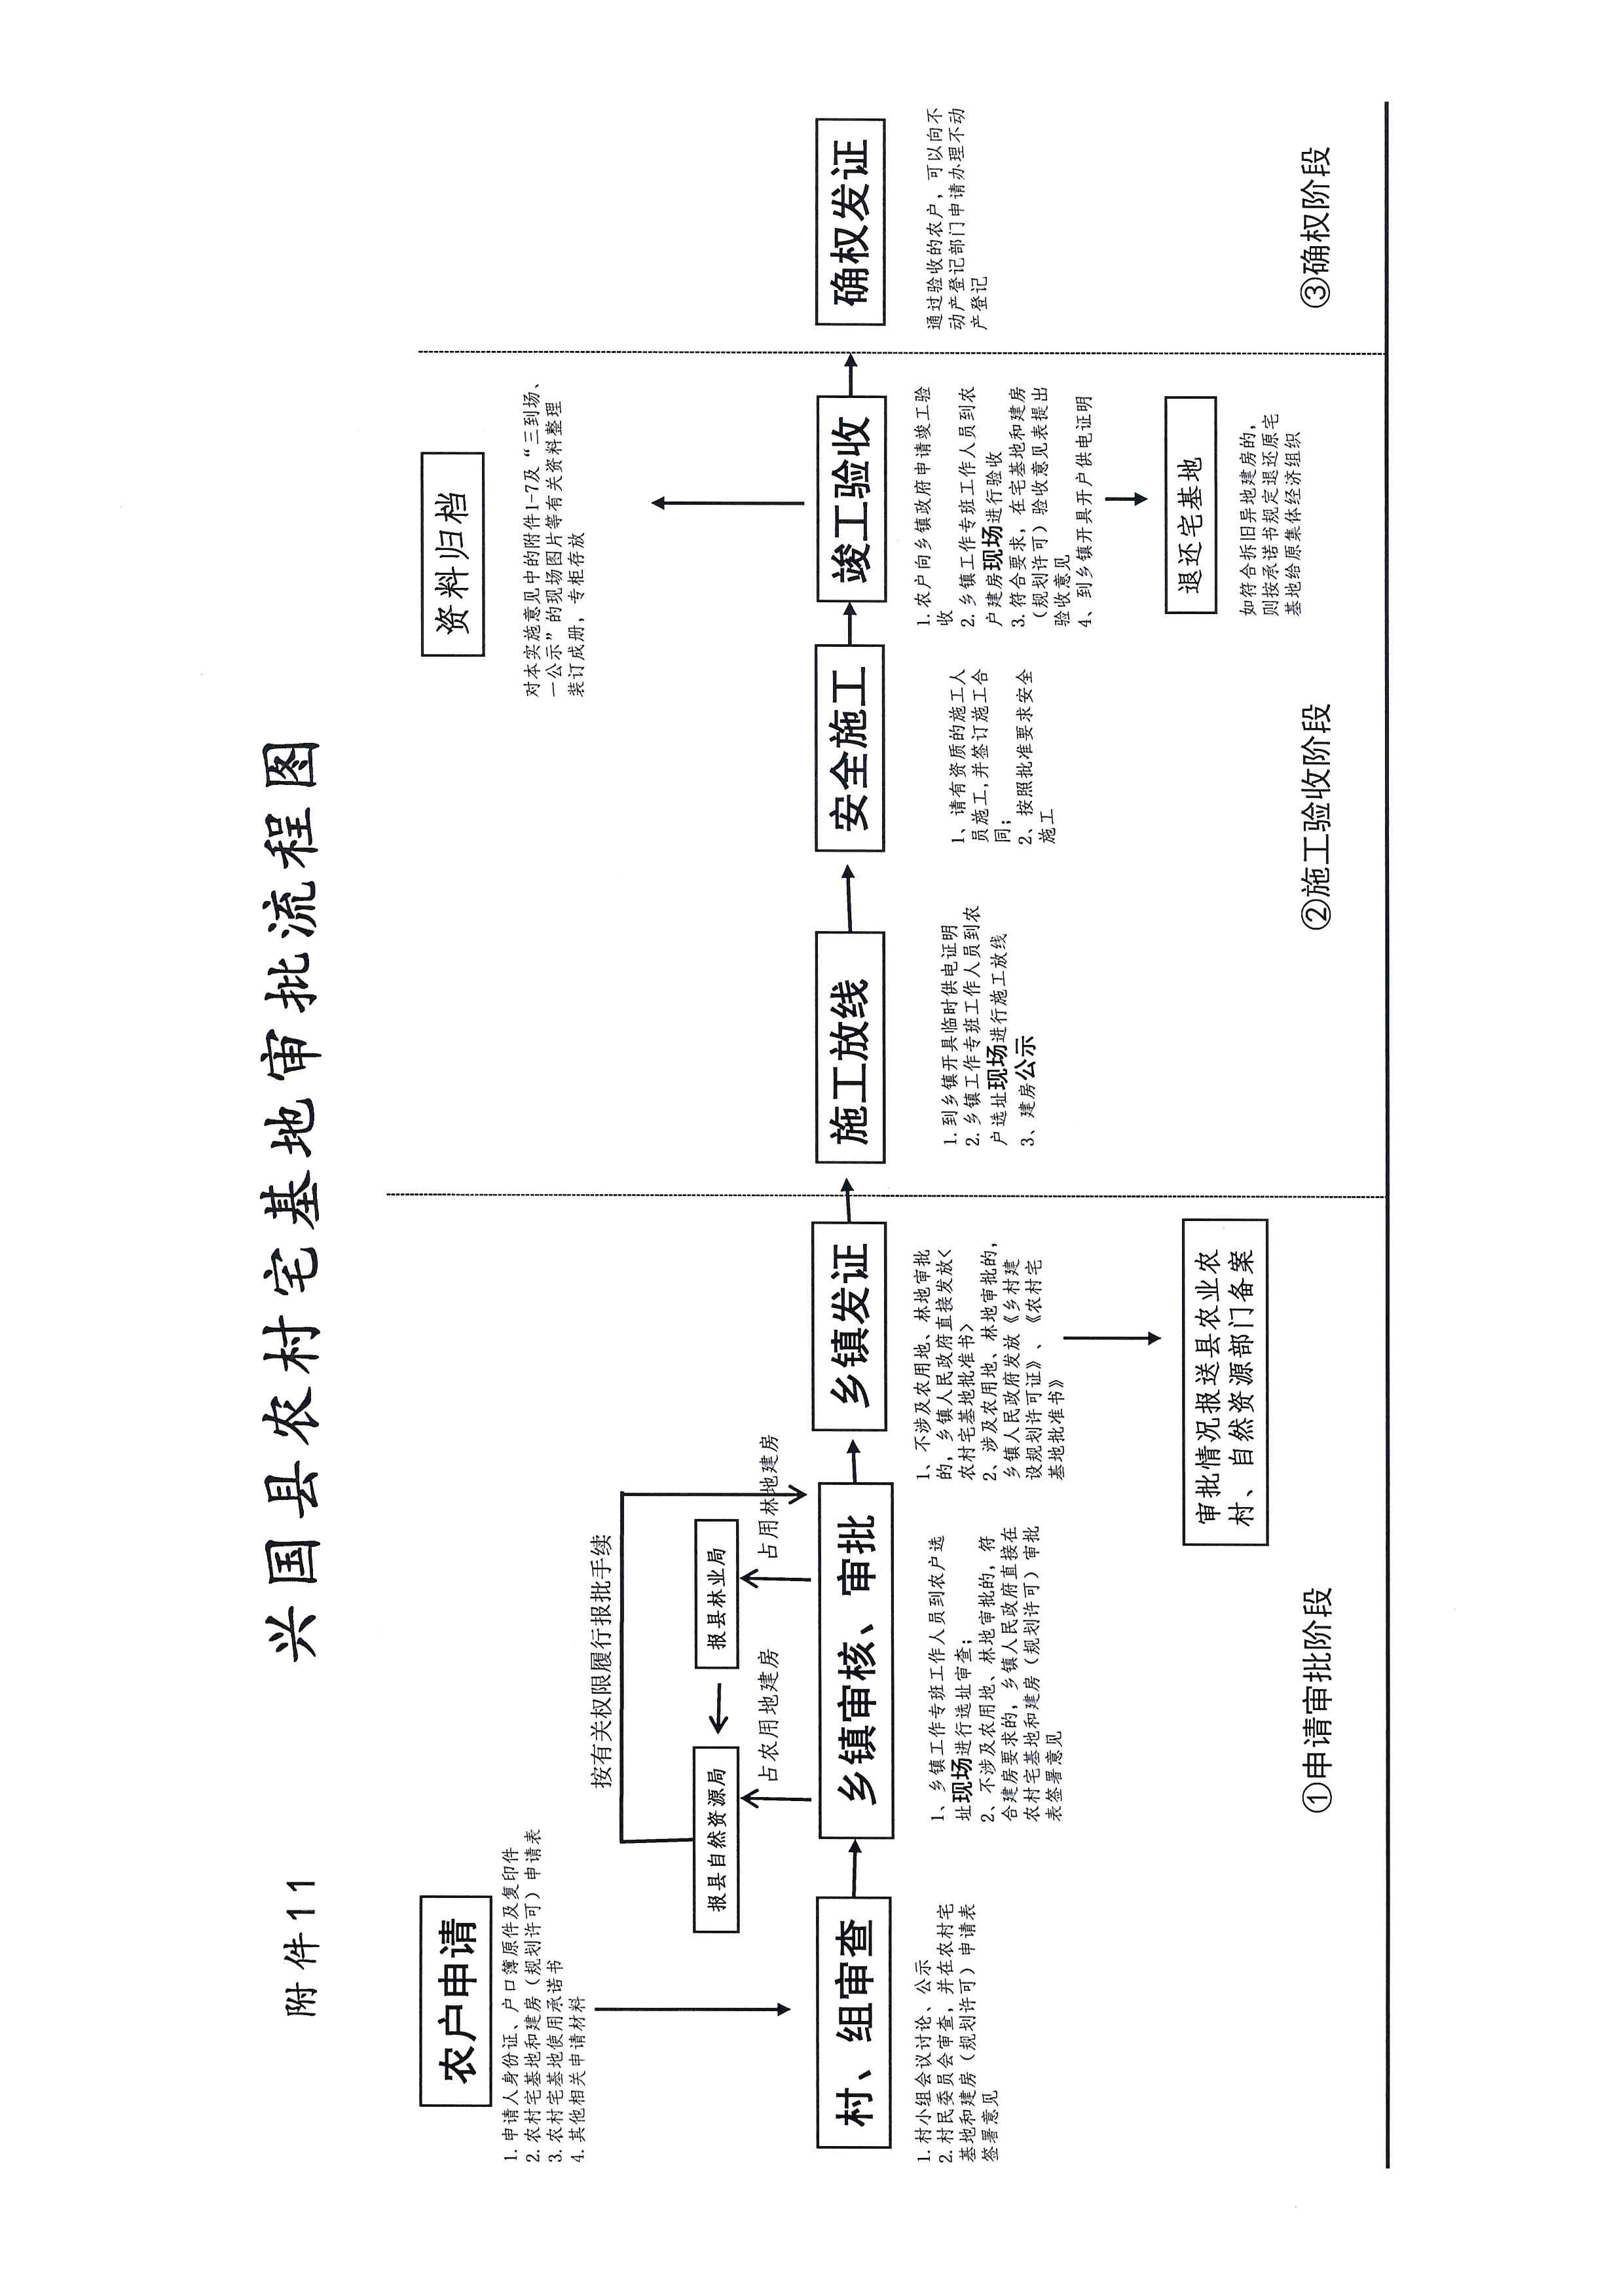 附件11
兴国县农村宅基地审批流程图
农户申请
1.申请人身份证、户口簿原件及复印件
2.农村宅基地和建房（规划许可）申请表
3.农村宅基地使用承诺书
4.其他相关申请材料
村、组审查
1.村小组会议讨论、公示
2.村民委员会审查，并在农村宅
基地和建房（规划许可）申请表
签署意见
按有关权限履行报批手续
报县自然资源局
报县林业局
占农用地建房
占用林地建房
乡镇审核、审批
1、乡镇工作专班工作人员到农户选
址现场进行选址审查；
2、不涉及农用地、林地审批的，符
合建房要求的，乡镇人民政府直接在
农村宅基地和建房（规划许可）审批
表签署意见
乡镇发证
1、不涉及农用地、林地审批
的，乡镇人民政府直接发放<
农村宅基地批准书>
2、涉及农用地、林地审批的，
乡镇人民政府发放《乡村建
设规划许可证》、《农村宅
基地批准书》
审批情况报送县农业农
村、自然资源部门备案
①申请审批阶段
施工放线
1.到乡镇开具临时供电证明
2.乡镇工作专班工作人员到农
户选址现场进行施工放线
3、建房公示
安全施工
1、请有资质的施工人
员施工,并签订施工合
同；
2、按照批准要求安全
施工
资料归档
对本实施意见中的附件1-7及“三到场、
一公示”的现场图片等有关资料整理
装订成册，专柜存放
竣工验收
1.农户向乡镇政府申请竣工验
收
2.乡镇工作专班工作人员到农
户建房现场进行验收
3.符合要求，在宅基地和建房
（规划许可）验收意见表提出
验收意见
4、到乡镇开具开户供电证明
退还宅基地
如符合拆旧异地建房的，
则按承诺书规定退还原宅
基地给原集体经济组织
②施工验收阶段
确权发证
通过验收的农户，可以向不
动产登记部门申请办理不动
产登记
③确权阶段